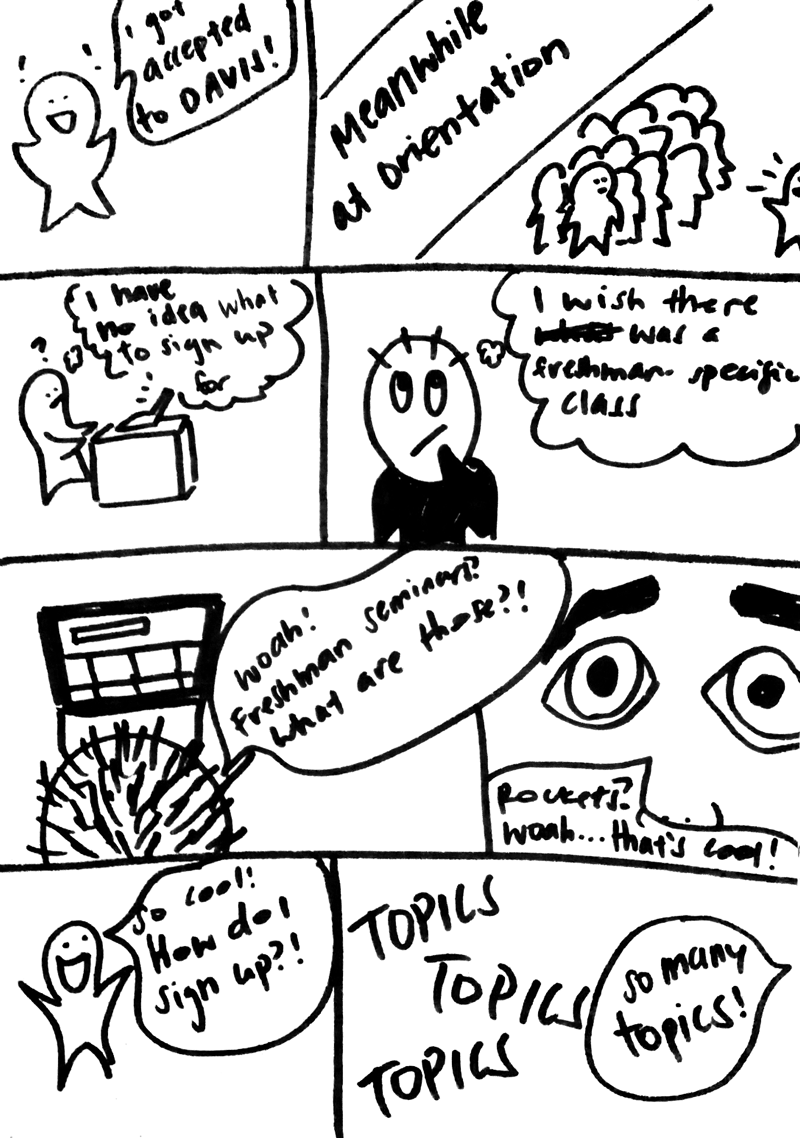 I got
accepted
to DAVIS!
Meanwhile
at orientation
I have
no idea what
to sign up
for
?
I wish there
was a
freshman-specific
class
Woah!
Freshman seminars?
What are those?!
Rockets?
Woah...that's cool!
So cool!
How do I
sign up?!
TOPICS
TOPICS
TOPICS
So many
topics!